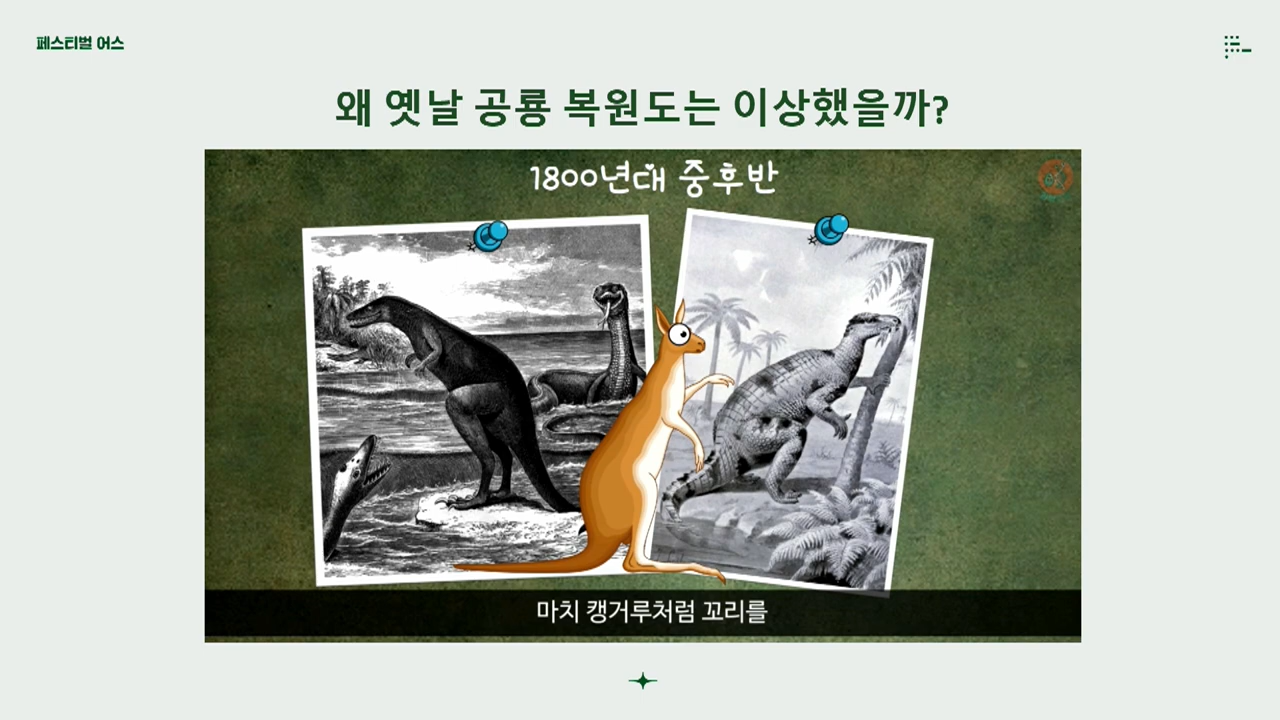 페스티벌 어스
왜 옛날 공룡 복원도는 이상했을까?
1800년대 중후반
마치 캥거루처럼 꼬리를